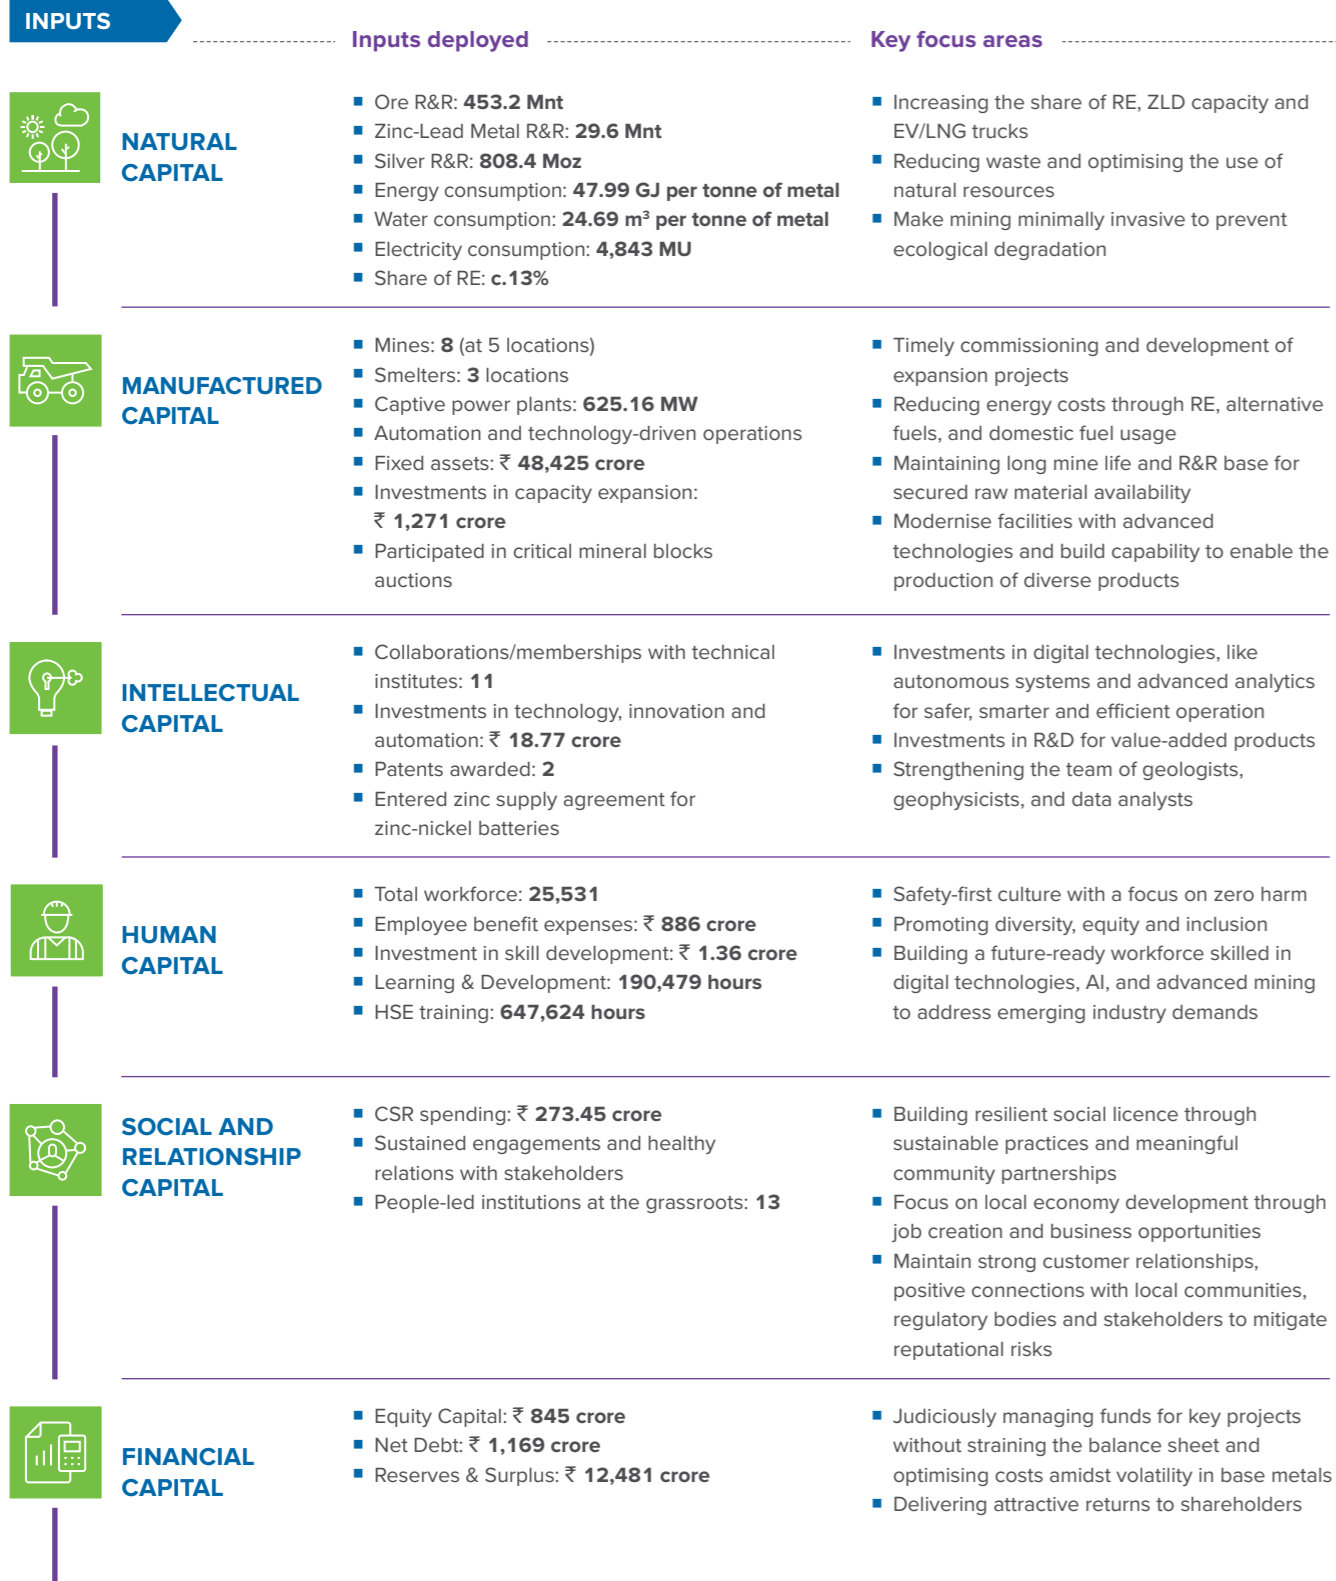 INPUTS
Inputs deployed
Key focus areas
NATURAL
CAPITAL
■ Ore R&R: 453.2 Mnt
■ Zinc-Lead Metal R&R: 29.6 Mnt
■ Silver R&R: 808.4 Moz
■ Energy consumption: 47.99 GJ per tonne of metal
■ Water consumption: 24.69 m³ per tonne of metal
■ Electricity consumption: 4,843 MU
■ Share of RE: c.13%
■ Increasing the share of RE, ZLD capacity and
EV/LNG trucks
■ Reducing waste and optimising the use of
natural resources
■ Make mining minimally invasive to prevent
ecological degradation
MANUFACTURED
CAPITAL
■ Mines: 8 (at 5 locations)
■ Smelters: 3 locations
■ Captive power plants: 625.16 MW
■ Automation and technology-driven operations
■ Fixed assets: ₹ 48,425 crore
■ Investments in capacity expansion:
₹ 1,271 crore
■ Participated in critical mineral blocks
auctions
■ Timely commissioning and development of
expansion projects
■ Reducing energy costs through RE, alternative
fuels, and domestic fuel usage
■ Maintaining long mine life and R&R base for
secured raw material availability
■ Modernise facilities with advanced
technologies and build capability to enable the
production of diverse products
INTELLECTUAL
CAPITAL
■ Collaborations/memberships with technical
institutes: 11
■ Investments in technology, innovation and
automation: ₹ 18.77 crore
■ Patents awarded: 2
■ Entered zinc supply agreement for
zinc-nickel batteries
■ Investments in digital technologies, like
autonomous systems and advanced analytics
for safer, smarter and efficient operation
■ Investments in R&D for value-added products
■ Strengthening the team of geologists,
geophysicists, and data analysts
HUMAN
CAPITAL
■ Total workforce: 25,531
■ Employee benefit expenses: ₹ 886 crore
■ Investment in skill development: ₹ 1.36 crore
■ Learning & Development: 190,479 hours
■ HSE training: 647,624 hours
■ Safety-first culture with a focus on zero harm
■ Promoting diversity, equity and inclusion
■ Building a future-ready workforce skilled in
digital technologies, AI, and advanced mining
to address emerging industry demands
SOCIAL AND
RELATIONSHIP
CAPITAL
■ CSR spending: ₹ 273.45 crore
■ Sustained engagements and healthy
relations with stakeholders
■ People-led institutions at the grassroots: 13
■ Building resilient social licence through
sustainable practices and meaningful
community partnerships
■ Focus on local economy development through
job creation and business opportunities
■ Maintain strong customer relationships,
positive connections with local communities,
regulatory bodies and stakeholders to mitigate
reputational risks
FINANCIAL
CAPITAL
■ Equity Capital: ₹ 845 crore
■ Net Debt: ₹ 1,169 crore
■ Reserves & Surplus: ₹ 12,481 crore
■ Judiciously managing funds for key projects
without straining the balance sheet and
optimising costs amidst volatility in base metals
■ Delivering attractive returns to shareholders